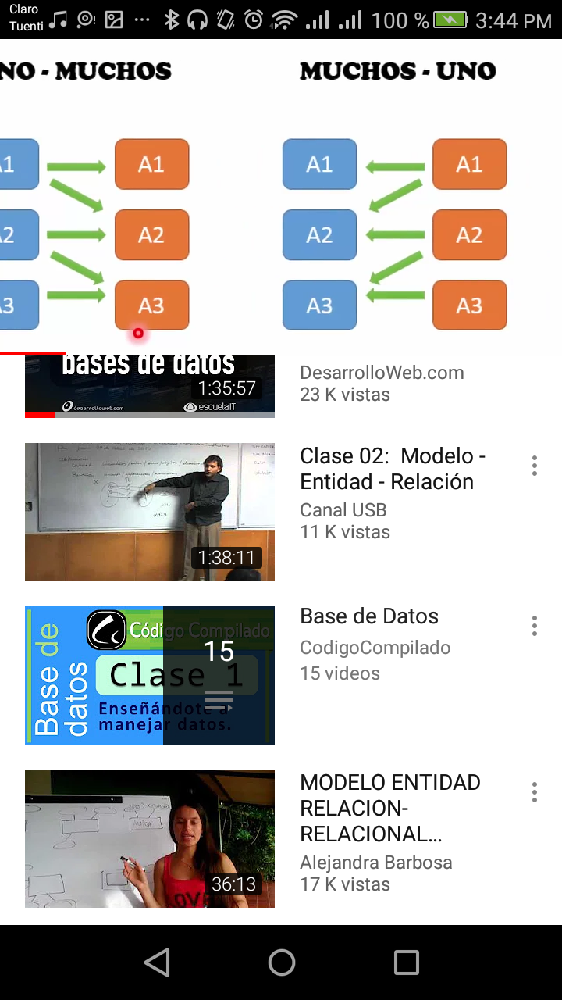 Claro
Tuenti
100 %
3:44 PM
NO - MUCHOS
MUCHOS - UNO
A1
A1
A1
A2
A2
A2
A3
A3
A3
bases de datos
1:35:57
desarrolloweb.com
escuelaIT
DesarrolloWeb.com
23 K vistas
Clase 02: Modelo -
Entidad - Relación
Canal USB
11 K vistas
1:38:11
Base de
datos
Código Compilado
15
Clase 1
Enseñándote a
manejar datos.
Base de Datos
CodigoCompilado
15 videos
AUTOR
LOVE
36:13
MODELO ENTIDAD
RELACION-
RELACIONAL...
Alejandra Barbosa
17 K vistas